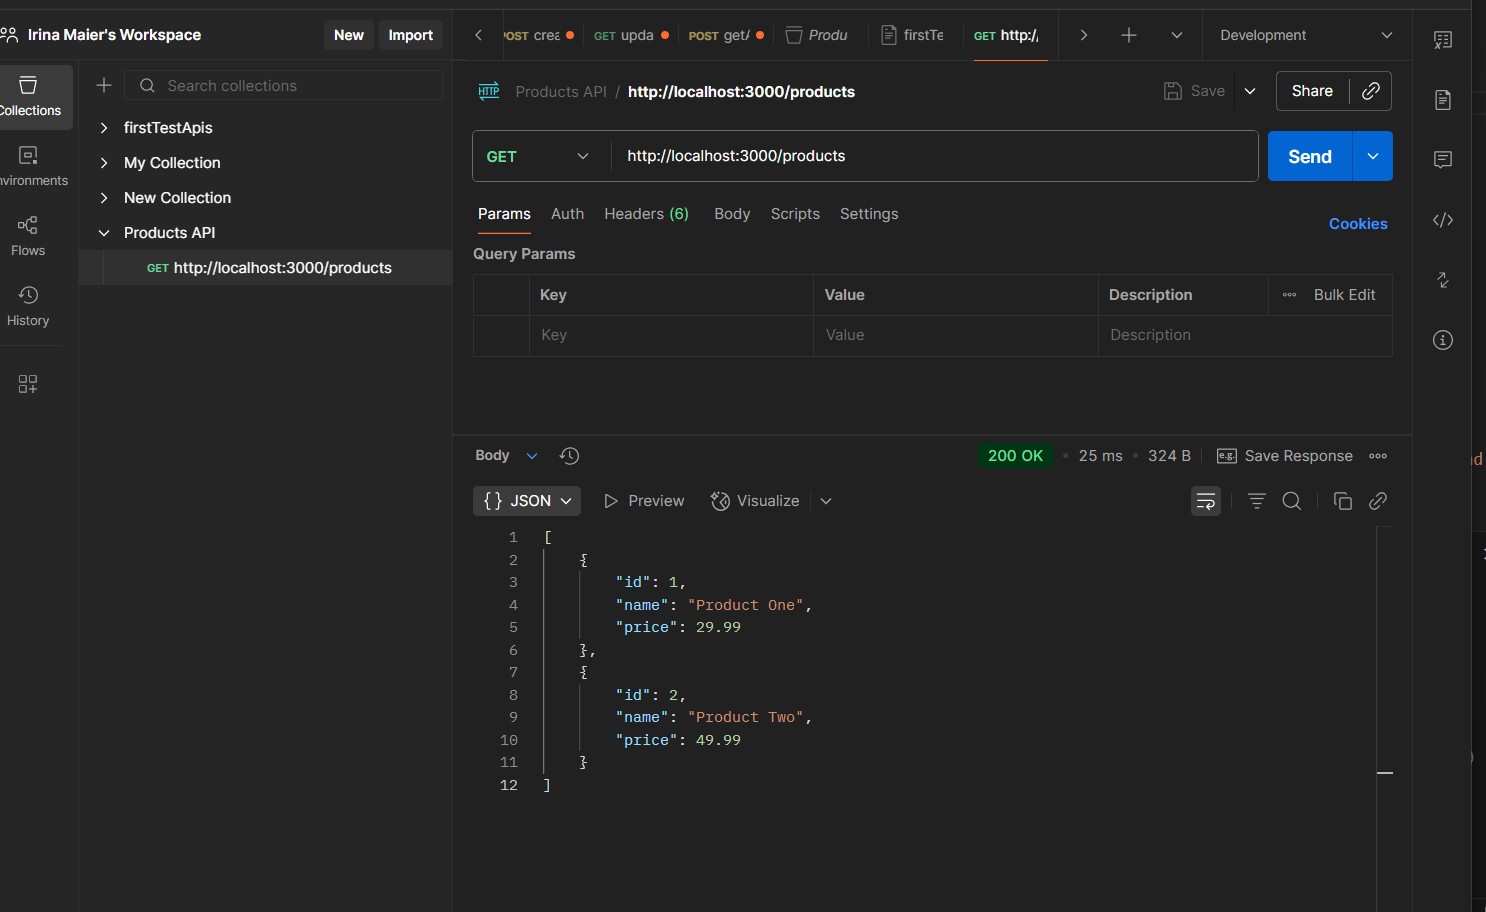 Irina Maier's Workspace
New
Import
POST crea
GET upda
POST getA
Produ
firstTe
GET http:/
Development
Collections
Environments
Flows
History
Search collections
firstTestApis
My Collection
New Collection
Products API
GET http://localhost:3000/products
HTTP Products API / http://localhost:3000/products
Save
Share
GET http://localhost:3000/products
Send
Params Auth Headers (6) Body Scripts Settings
Cookies
Query Params
Key Value Description Bulk Edit
Key Value Description
Body
200 OK • 25 ms • 324 B
e.g. Save Response
{} JSON Preview Visualize
1 [
2 {
3 "id": 1,
4 "name": "Product One",
5 "price": 29.99
6 },
7 {
8 "id": 2,
9 "name": "Product Two",
10 "price": 49.99
11 }
12 ]